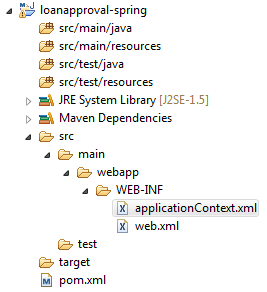 loanapproval-spring
src/main/java
src/main/resources
src/test/java
src/test/resources
JRE System Library [J2SE-1.5]
Maven Dependencies
src
main
webapp
WEB-INF
applicationContext.xml
web.xml
test
target
pom.xml